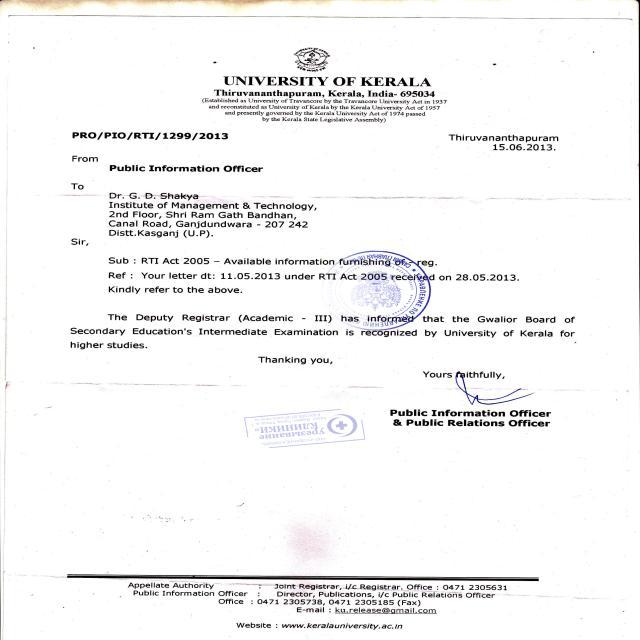 UNIVERSITY OF KERALA
Thiruvananthapuram, Kerala, India- 695034
(Established as University of Travancore by the Travancore University Act in 1937
and reconstituted as University of Kerala by the Kerala University Act of 1957
and presently governed by the Kerala University Act of 1974 passed
by the Kerala State Legislative Assembly)
PRO/PIO/RTI/1299/2013
Thiruvananthapuram
15.06.2013.
From
Public Information Officer
To
Dr. G. D. Shakya
Institute of Management & Technology,
2nd Floor, Shri Ram Gath Bandhan,
Canal Road, Ganjdundwara - 207 242
Distt.Kasganj (U.P).
Sir,
Sub : RTI Act 2005 – Available information furnishing of - reg.
Ref : Your letter dt: 11.05.2013 under RTI Act 2005 received on 28.05.2013.
Kindly refer to the above.
The Deputy Registrar (Academic - III) has informed that the Gwalior Board of
Secondary Education's Intermediate Examination is recognized by University of Kerala for
higher studies.
Thanking you,
Yours faithfully,
Public Information Officer
& Public Relations Officer
КЛИНИКИ»
Appellate Authority : Joint Registrar, i/c Registrar. Office : 0471 2305631
Public Information Officer : Director, Publications, i/c Public Relations Officer
Office : 0471 2305738, 0471 2305185 (Fax)
E-mail : ku.release@gmail.com
Website : www.keralauniversity.ac.in